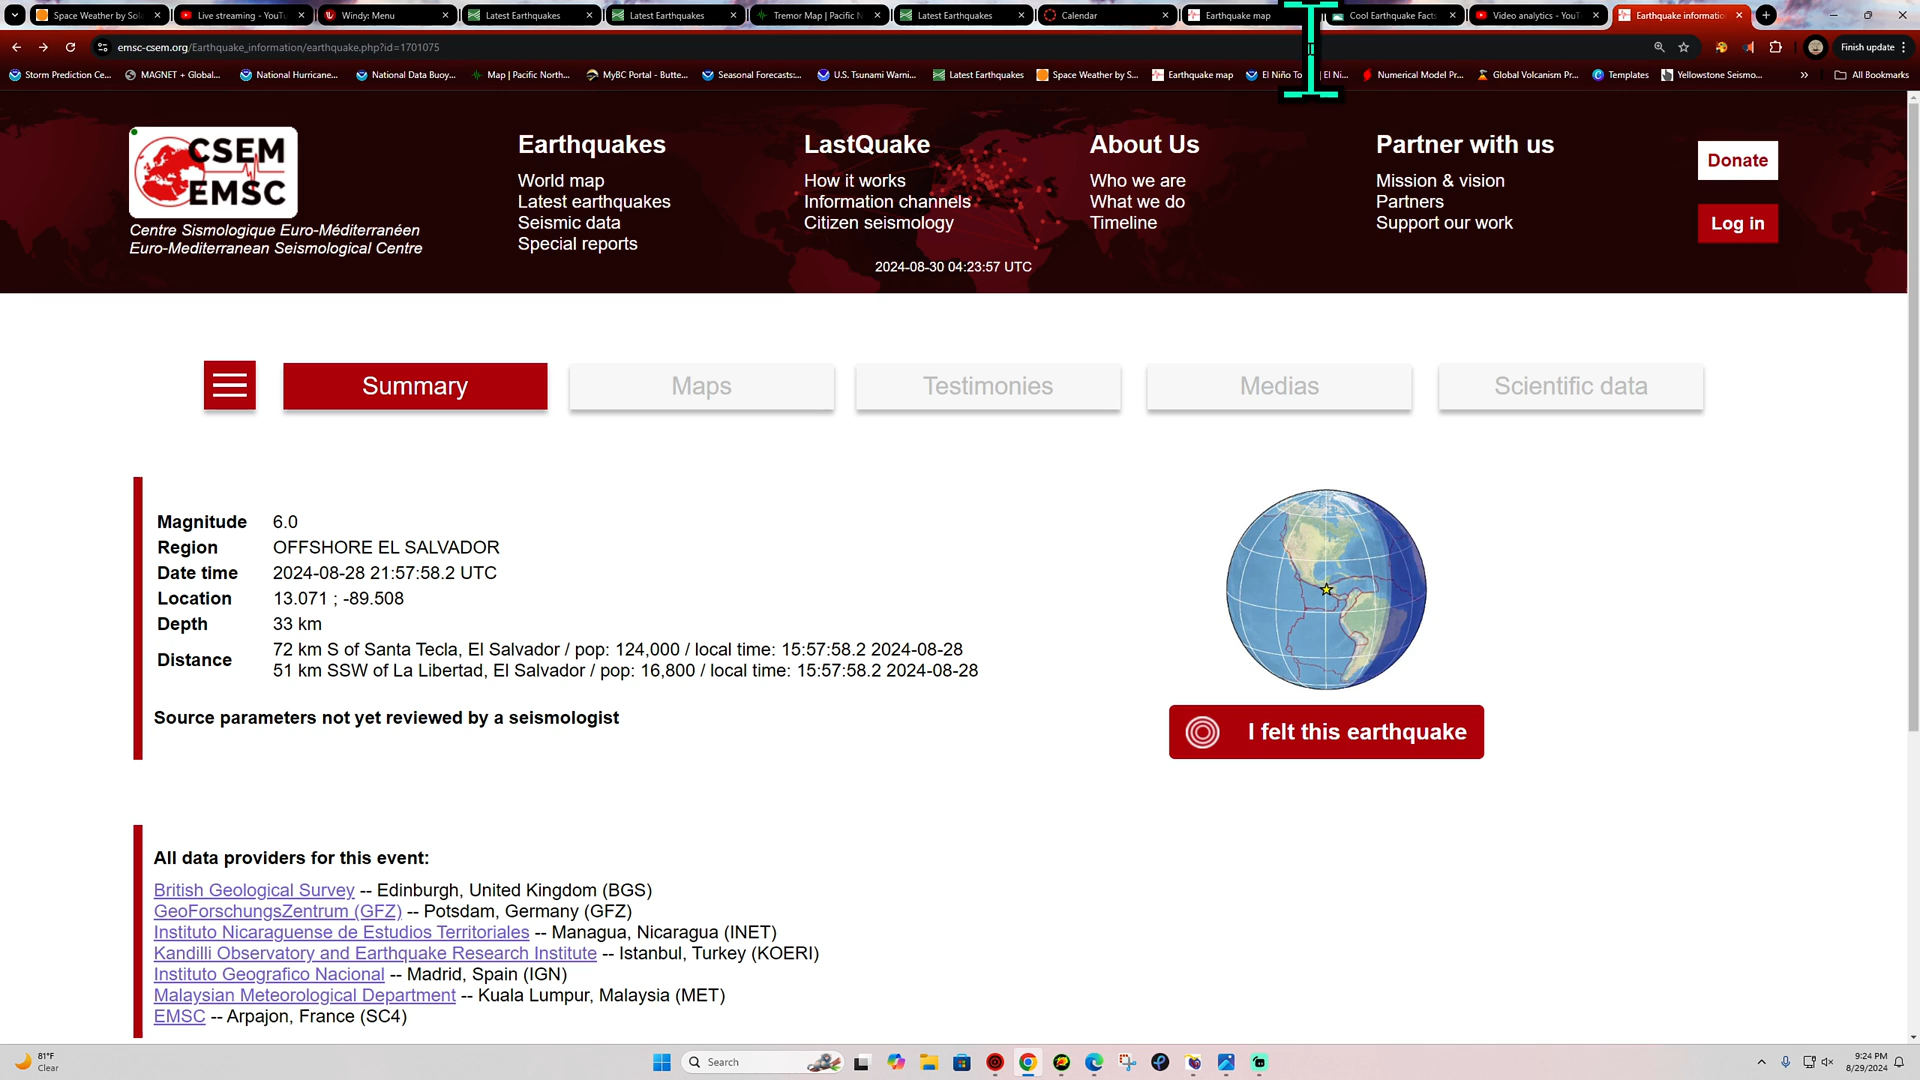 Space Weather by Sol
Live streaming - YouTu
Windy: Menu
Latest Earthquakes
Latest Earthquakes
Tremor Map | Pacific N
Latest Earthquakes
Calendar
Earthquake map
Cool Earthquake Facts
Video analytics - YouT
Earthquake informatio
emsc-csem.org/Earthquake_information/earthquake.php?id=1701075
Finish update
Storm Prediction Ce...
MAGNET + Global...
National Hurricane...
National Data Buoy...
Map | Pacific North...
MyBC Portal - Butte...
Seasonal Forecasts:...
U.S. Tsunami Warni...
Latest Earthquakes
Space Weather by S...
Earthquake map
El Niño To
| El Ni...
Numerical Model Pr...
Global Volcanism Pr...
Templates
Yellowstone Seismo...
All Bookmarks
CSEM
EMSC
Centre Sismologique Euro-Méditerranéen
Euro-Mediterranean Seismological Centre
Earthquakes
World map
Latest earthquakes
Seismic data
Special reports
LastQuake
How it works
Information channels
Citizen seismology
About Us
Who we are
What we do
Timeline
Partner with us
Mission & vision
Partners
Support our work
Donate
Log in
2024-08-30 04:23:57 UTC
Summary
Maps
Testimonies
Medias
Scientific data
Magnitude 6.0
Region OFFSHORE EL SALVADOR
Date time 2024-08-28 21:57:58.2 UTC
Location 13.071 ; -89.508
Depth 33 km
Distance 72 km S of Santa Tecla, El Salvador / pop: 124,000 / local time: 15:57:58.2 2024-08-28
51 km SSW of La Libertad, El Salvador / pop: 16,800 / local time: 15:57:58.2 2024-08-28
Source parameters not yet reviewed by a seismologist
I felt this earthquake
All data providers for this event:
British Geological Survey -- Edinburgh, United Kingdom (BGS)
GeoForschungsZentrum (GFZ) -- Potsdam, Germany (GFZ)
Instituto Nicaraguense de Estudios Territoriales -- Managua, Nicaragua (INET)
Kandilli Observatory and Earthquake Research Institute -- Istanbul, Turkey (KOERI)
Instituto Geografico Nacional -- Madrid, Spain (IGN)
Malaysian Meteorological Department -- Kuala Lumpur, Malaysia (MET)
EMSC -- Arpajon, France (SC4)
81°F
Clear
Search
9:24 PM
8/29/2024